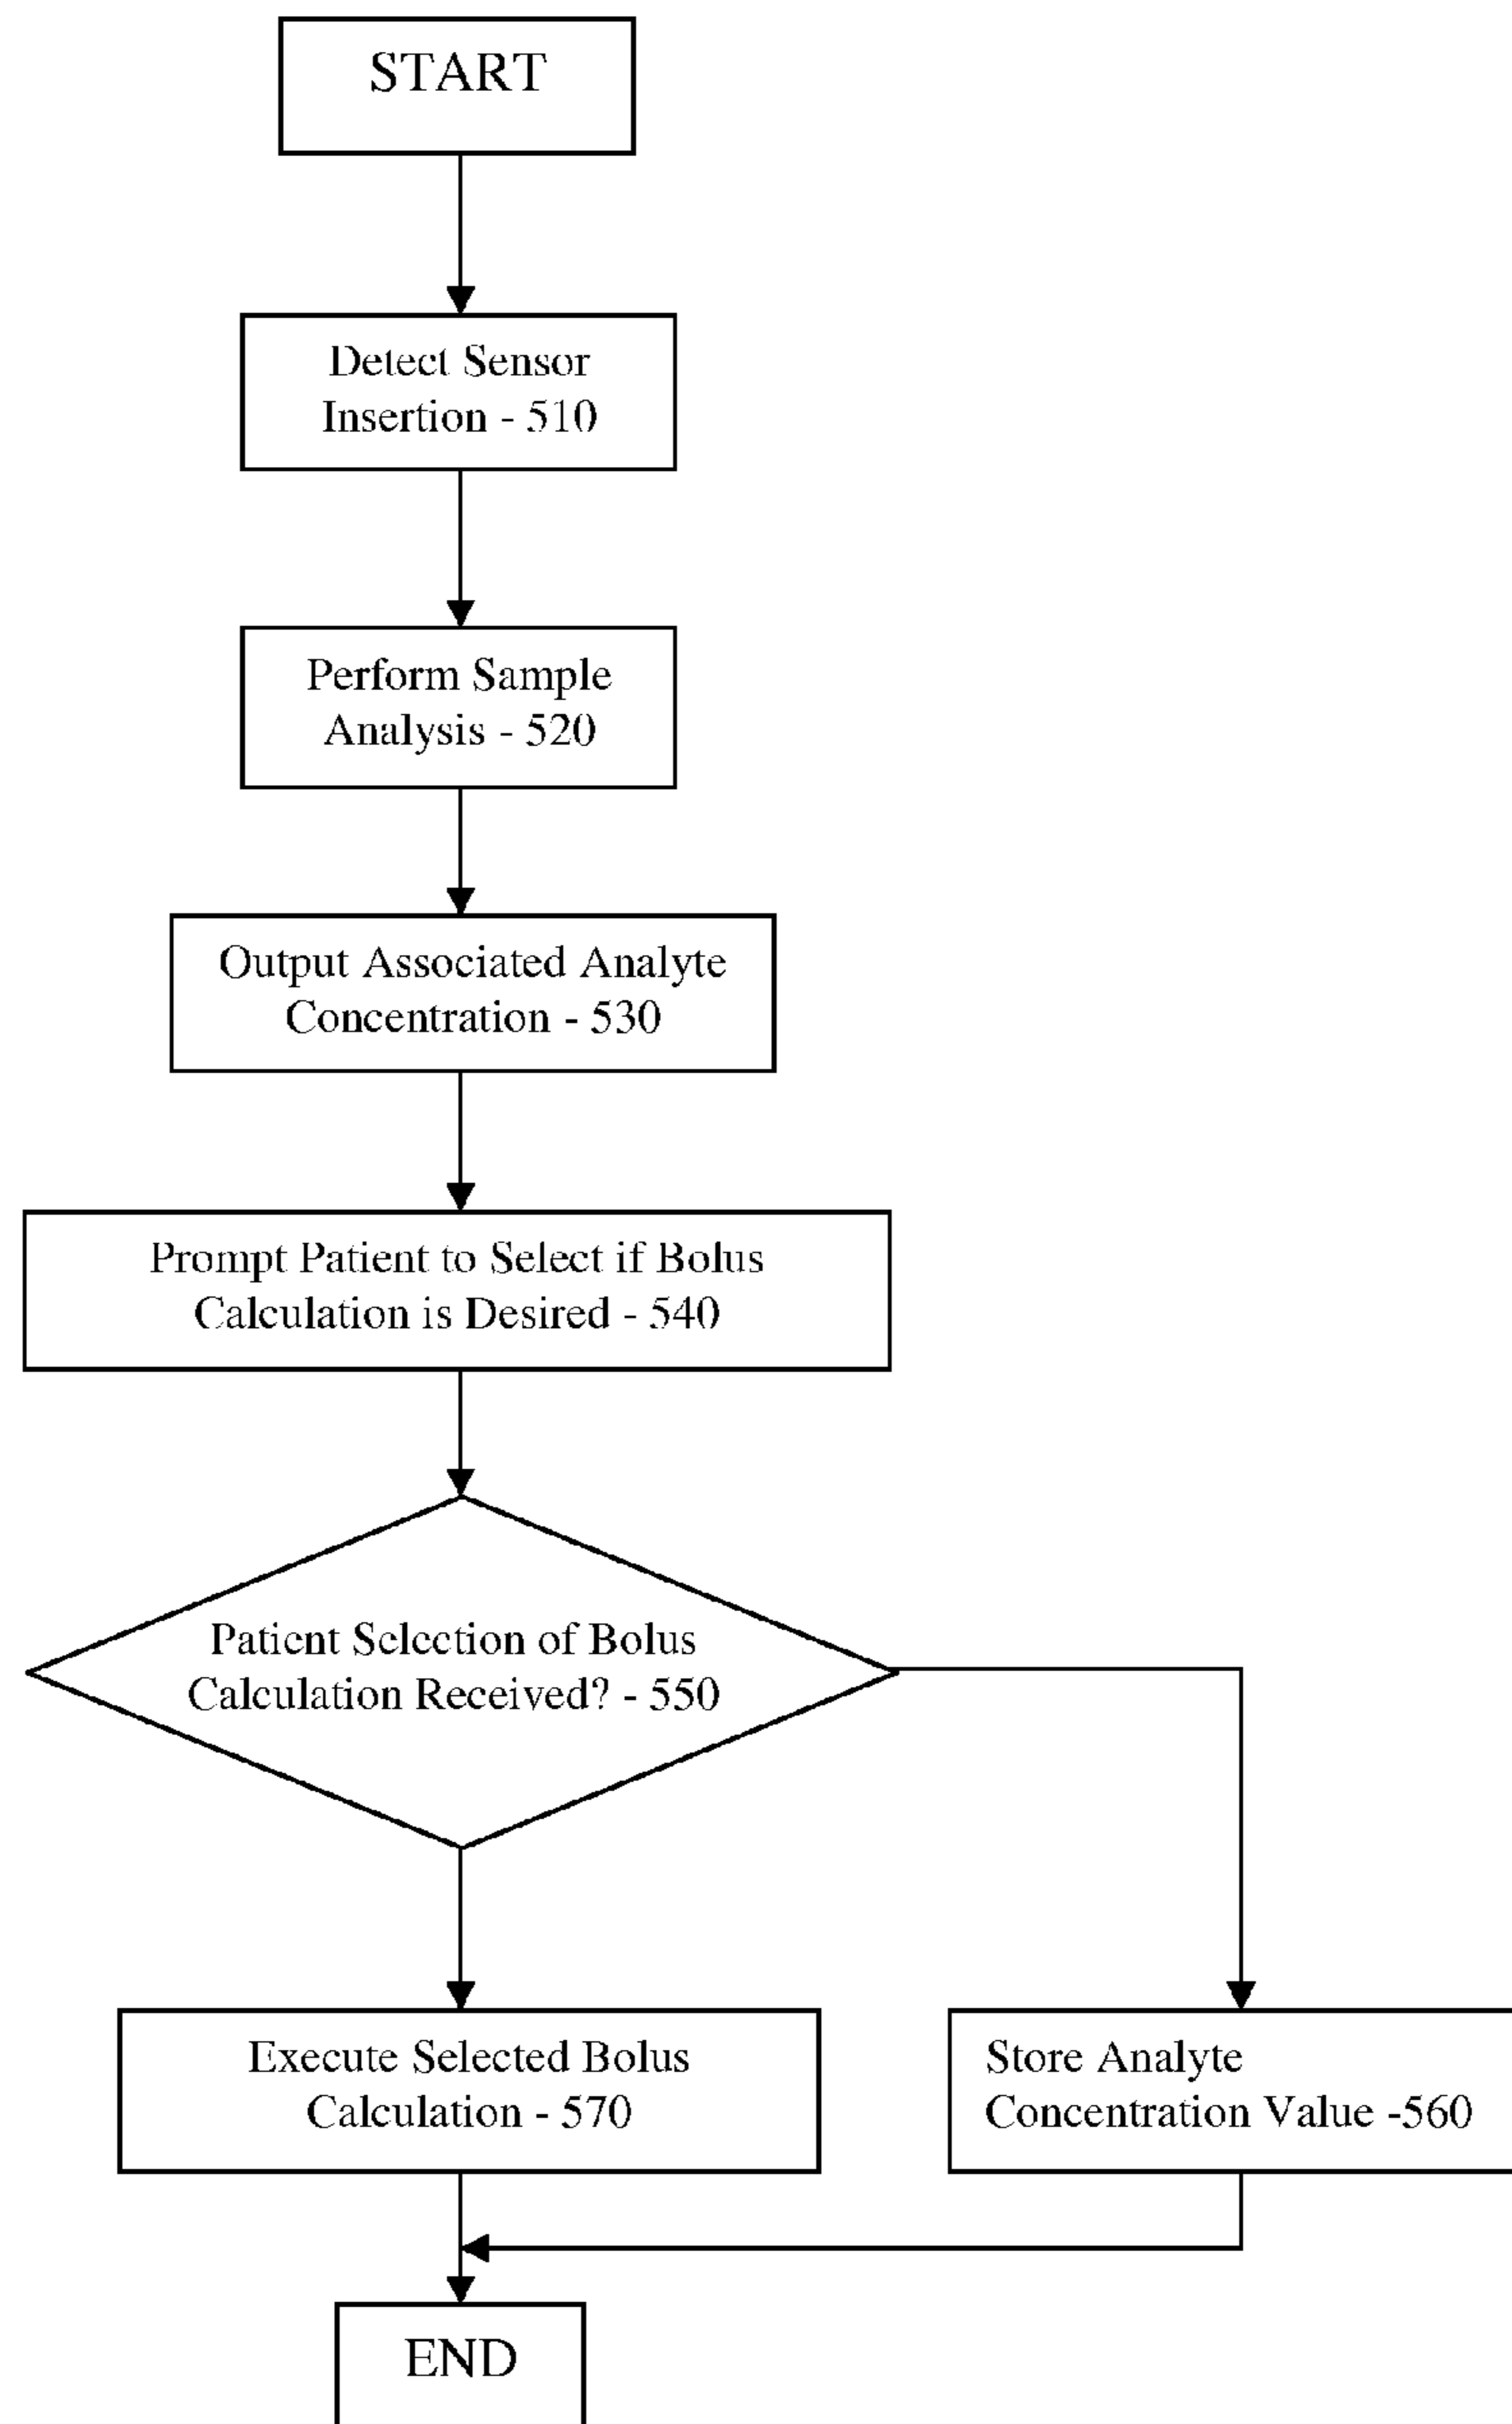 START
Detect Sensor
Insertion - 510
Perform Sample
Analysis - 520
Output Associated Analyte
Concentration - 530
Prompt Patient to Select if Bolus
Calculation is Desired - 540
Patient Selection of Bolus
Calculation Received? - 550
Execute Selected Bolus
Calculation - 570
Store Analyte
Concentration Value -560
END